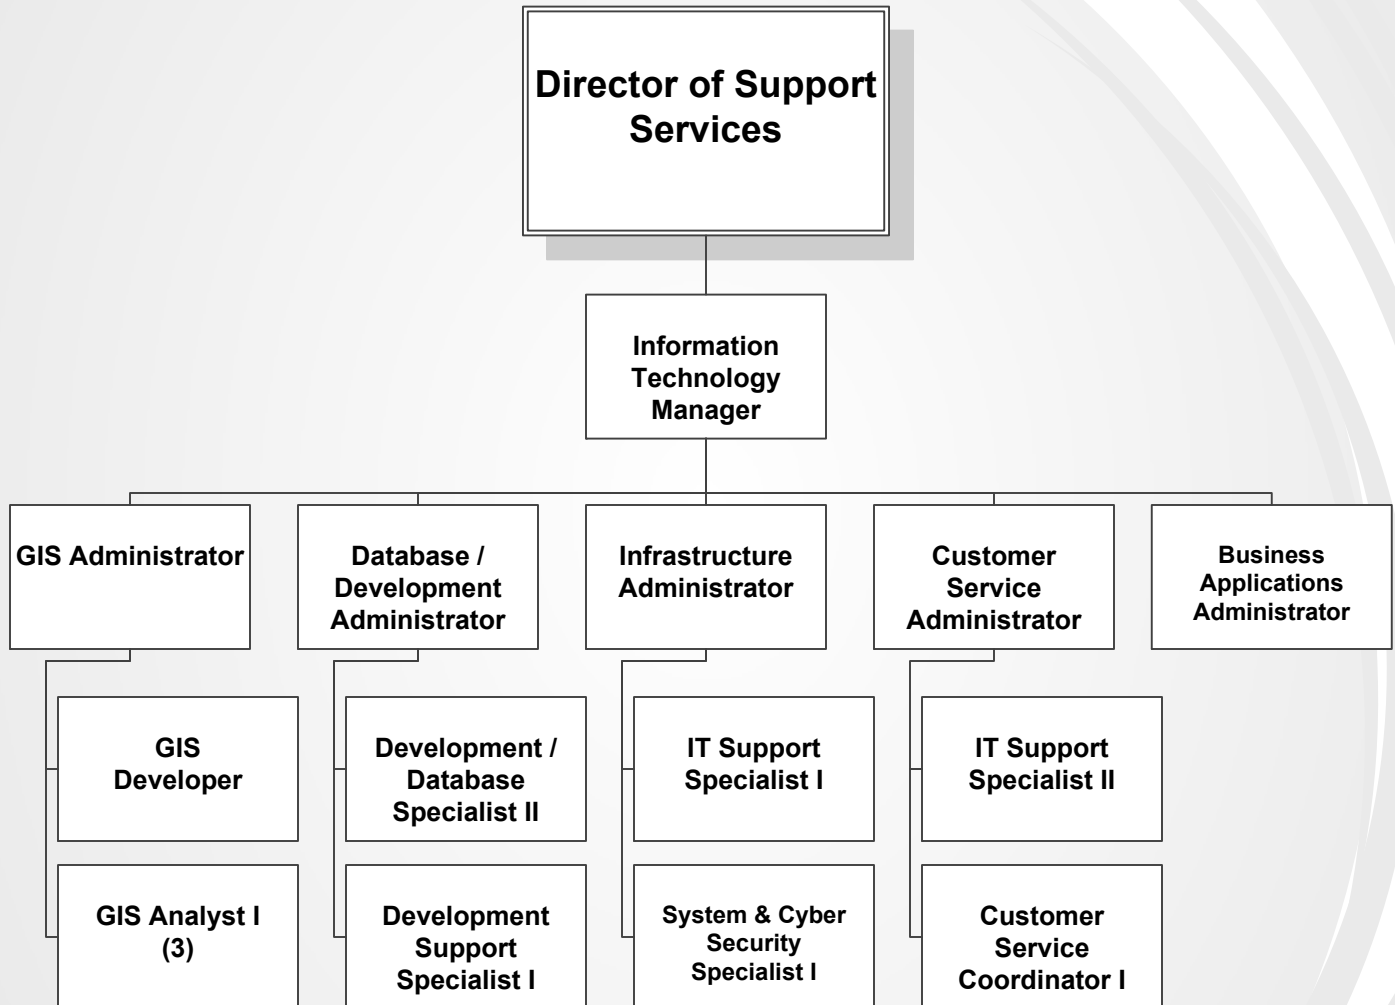 Director of Support
Services
Information
Technology
Manager
GIS Administrator
Database /
Development
Administrator
Infrastructure
Administrator
Customer
Service
Administrator
Business
Applications
Administrator
GIS
Developer
Development /
Database
Specialist II
IT Support
Specialist I
IT Support
Specialist II
GIS Analyst I
(3)
Development
Support
Specialist I
System & Cyber
Security
Specialist I
Customer
Service
Coordinator I